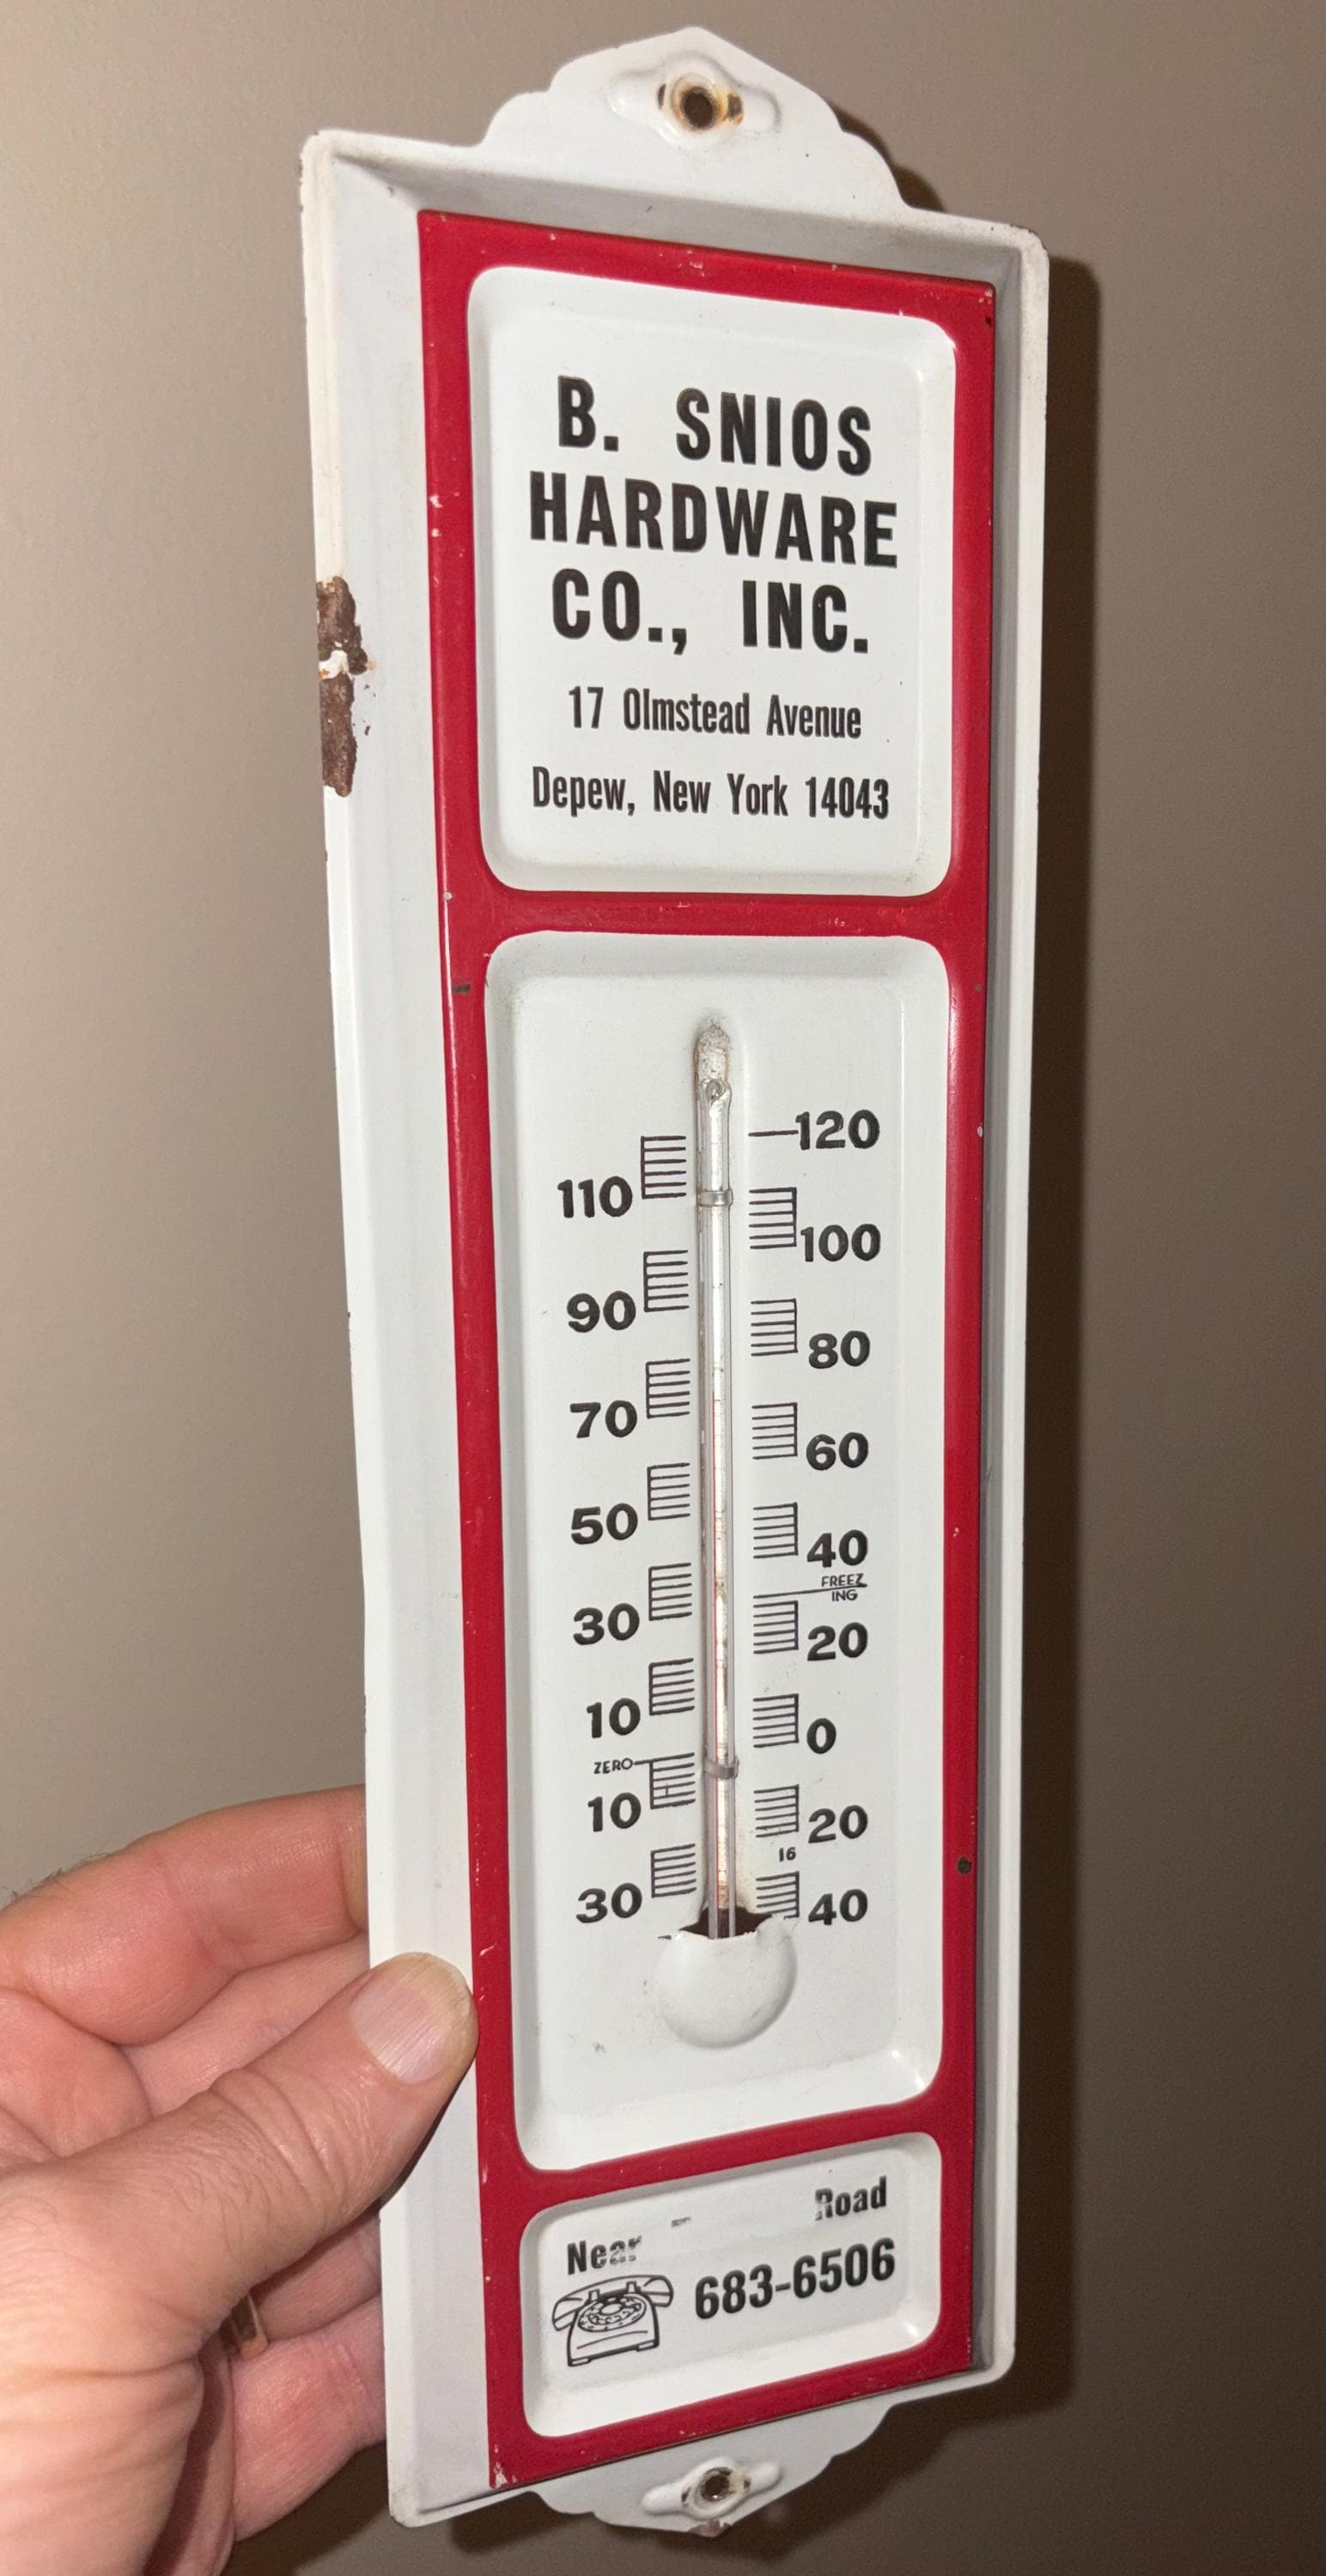 B. SNIOS
HARDWARE
CO., INC.
17 Olmstead Avenue
Depew, New York 14043
120
110
100
90
80
70
60
50
40
FREEZ
ING
30
20
10
0
ZERO
10
20
16
30
40
Near Road
683-6506